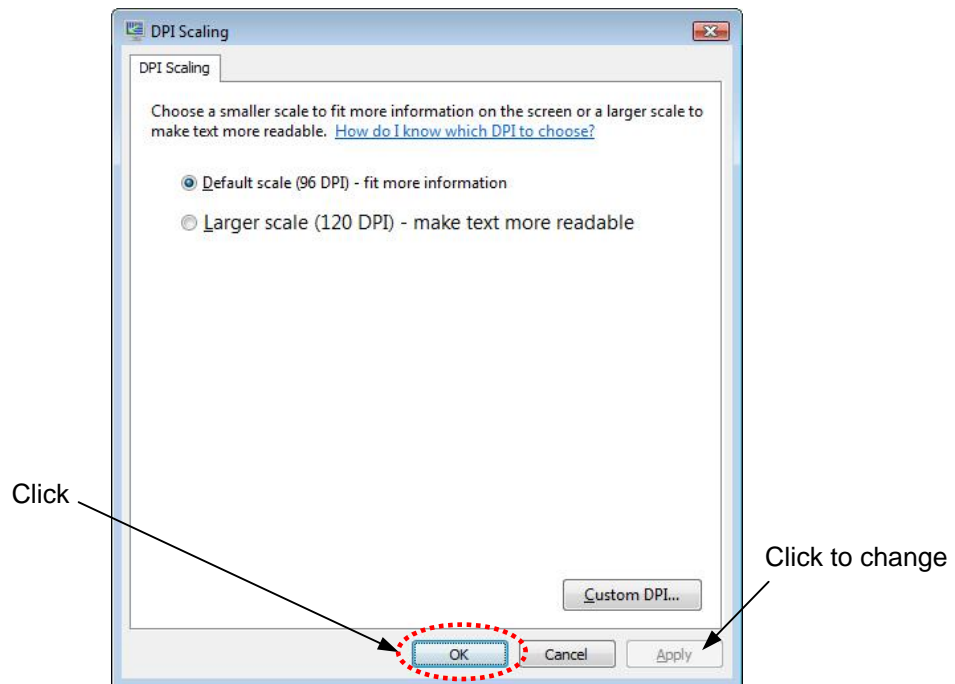 DPI Scaling
DPI Scaling
Choose a smaller scale to fit more information on the screen or a larger scale to
make text more readable. How do I know which DPI to choose?
Default scale (96 DPI) - fit more information
Larger scale (120 DPI) - make text more readable
Click
Click to change
Custom DPI...
OK Cancel Apply